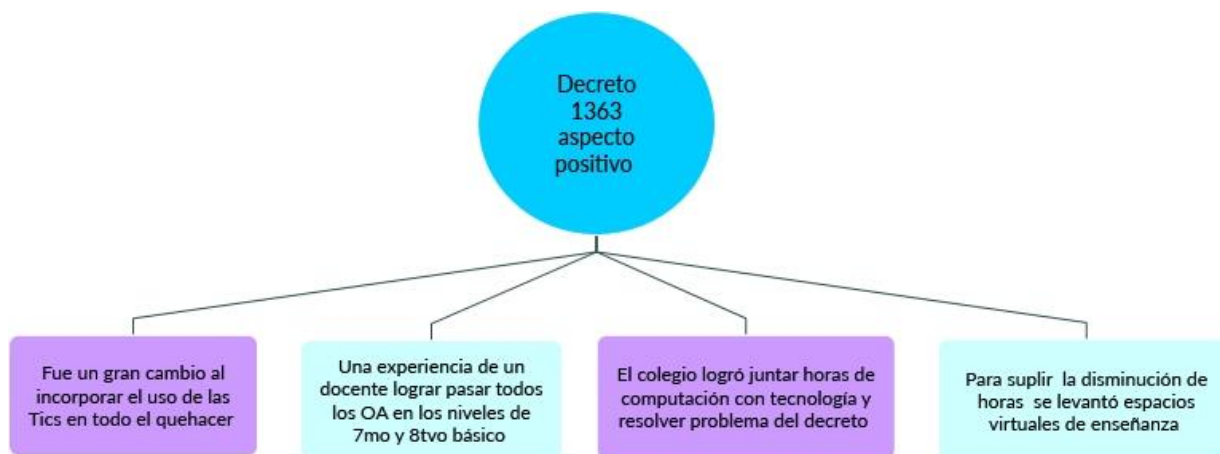 Decreto
1363
aspecto
positivo
Fue un gran cambio al
incorporar el uso de las
Tics en todo el quehacer
Una experiencia de un
docente lograr pasar todos
los OA en los niveles de
7mo y 8tvo básico
El colegio logró juntar horas de
computación con tecnología y
resolver problema del decreto
Para suplir la disminución de
horas se levantó espacios
virtuales de enseñanza